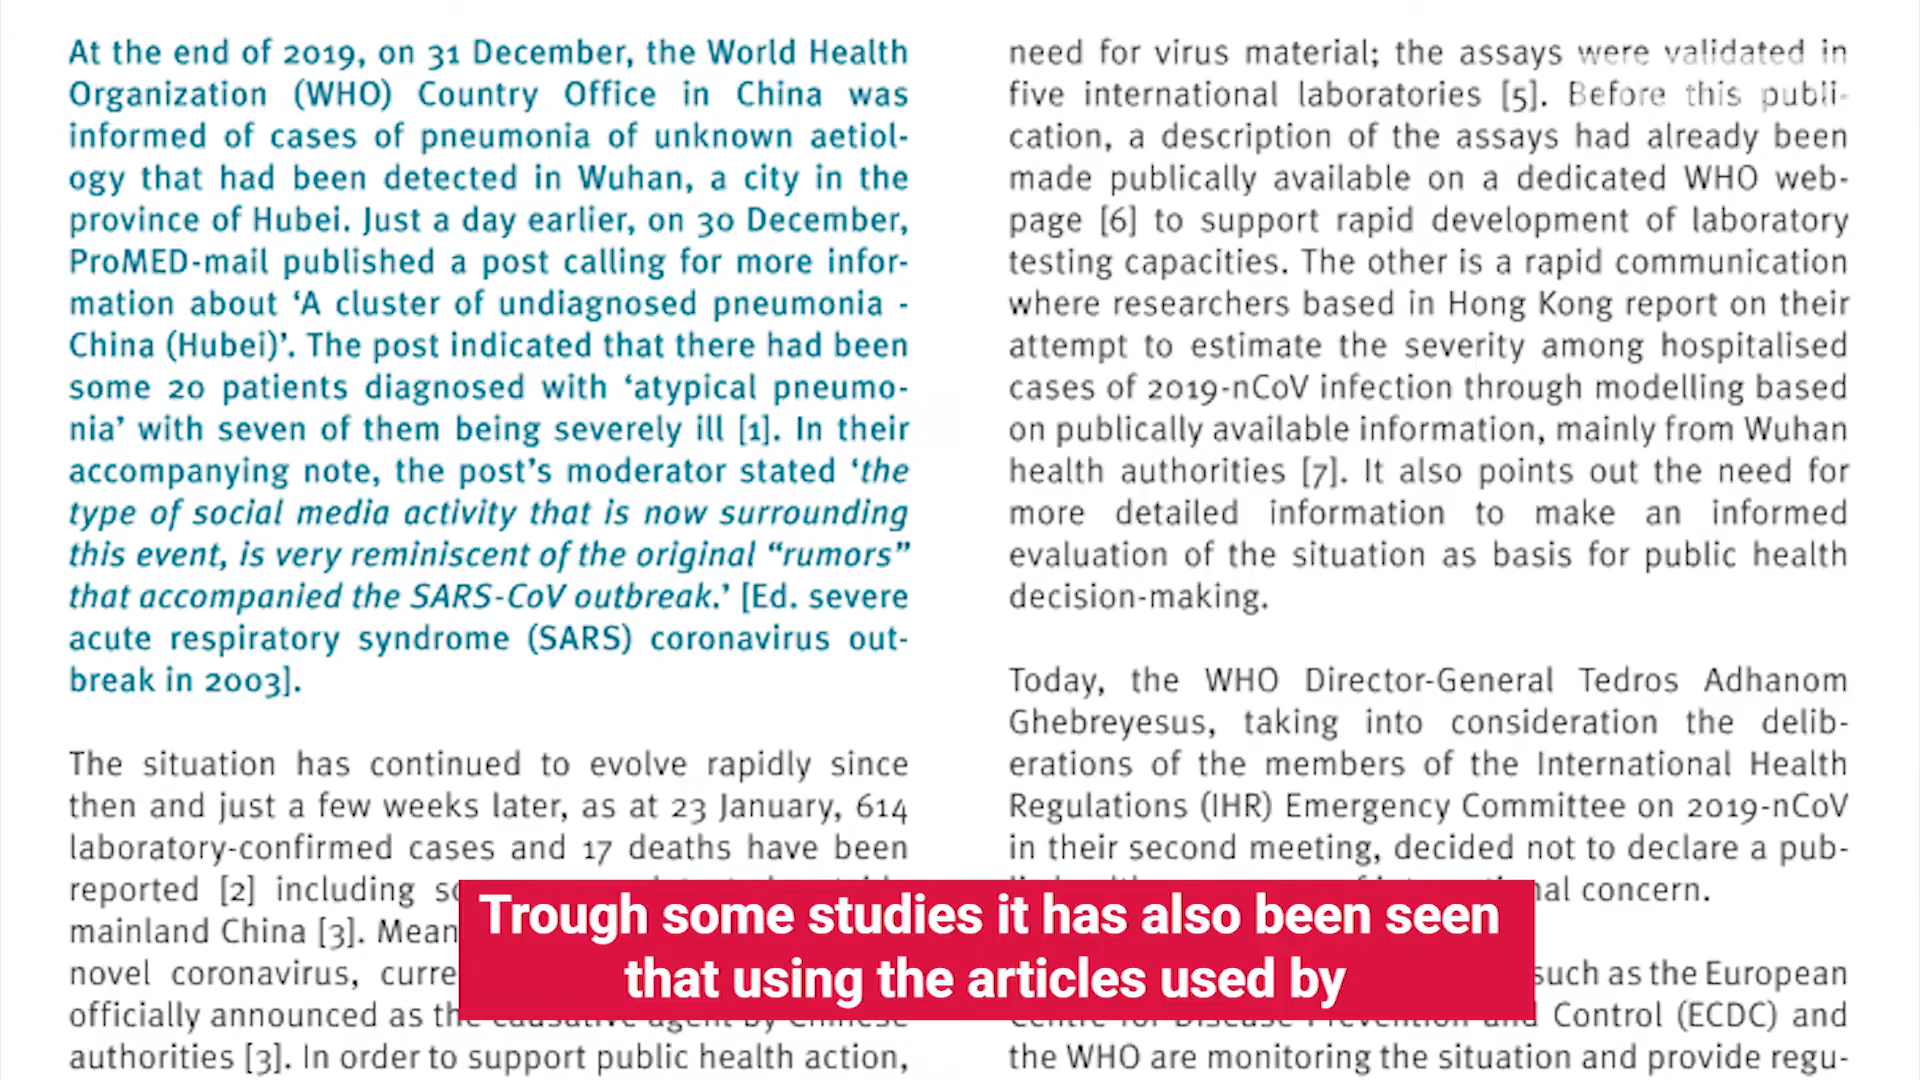 At the end of 2019, on 31 December, the World Health
Organization (WHO) Country Office in China was
informed of cases of pneumonia of unknown aetiol-
ogy that had been detected in Wuhan, a city in the
province of Hubei. Just a day earlier, on 30 December,
ProMED-mail published a post calling for more infor-
mation about ‘A cluster of undiagnosed pneumonia -
China (Hubei)’. The post indicated that there had been
some 20 patients diagnosed with ‘atypical pneumo-
nia’ with seven of them being severely ill [1]. In their
accompanying note, the post’s moderator stated ‘the
type of social media activity that is now surrounding
this event, is very reminiscent of the original “rumors”
that accompanied the SARS-CoV outbreak.’ [Ed. severe
acute respiratory syndrome (SARS) coronavirus out-
break in 2003].
The situation has continued to evolve rapidly since
then and just a few weeks later, as at 23 January, 614
laboratory-confirmed cases and 17 deaths have been
reported [2] including
mainland China [3].
novel coronavirus,
officially announced as
authorities [3]. In order to support public health action,
need for virus material; the assays were validated in
five international laboratories [5]. Before this publi-
cation, a description of the assays had already been
made publically available on a dedicated WHO web-
page [6] to support rapid development of laboratory
testing capacities. The other is a rapid communication
where researchers based in Hong Kong report on their
attempt to estimate the severity among hospitalised
cases of 2019-nCoV infection through modelling based
on publically available information, mainly from Wuhan
health authorities [7]. It also points out the need for
more detailed information to make an informed
evaluation of the situation as basis for public health
decision-making.
Today, the WHO Director-General Tedros Adhanom
Ghebreyesus, taking into consideration the delib-
erations of the members of the International Health
Regulations (IHR) Emergency Committee on 2019-nCoV
in their second meeting, decided not to declare a pub-
concern.
such as the European
Control (ECDC) and
the WHO are monitoring the situation and provide regu-
Trough some studies it has also been seen
that using the articles used by